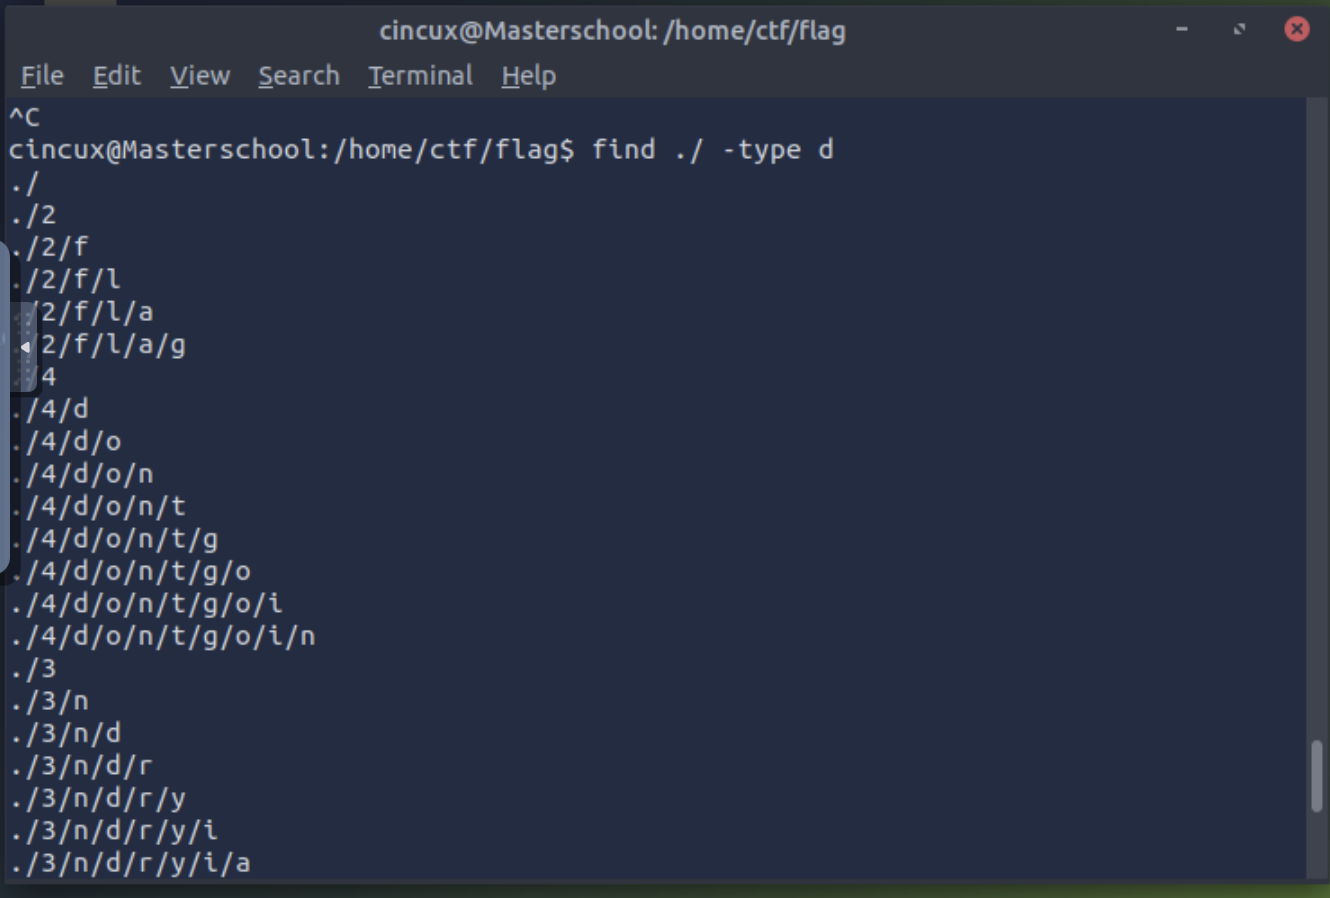 cincux@Masterschool: /home/ctf/flag
File Edit View Search Terminal Help
^C
cincux@Masterschool:/home/ctf/flag$ find ./ -type d
./
./2
./2/f
./2/f/l
./2/f/l/a
./2/f/l/a/g
./4
./4/d
./4/d/o
./4/d/o/n
./4/d/o/n/t
./4/d/o/n/t/g
./4/d/o/n/t/g/o
./4/d/o/n/t/g/o/i
./4/d/o/n/t/g/o/i/n
./3
./3/n
./3/n/d
./3/n/d/r
./3/n/d/r/y
./3/n/d/r/y/i
./3/n/d/r/y/i/a